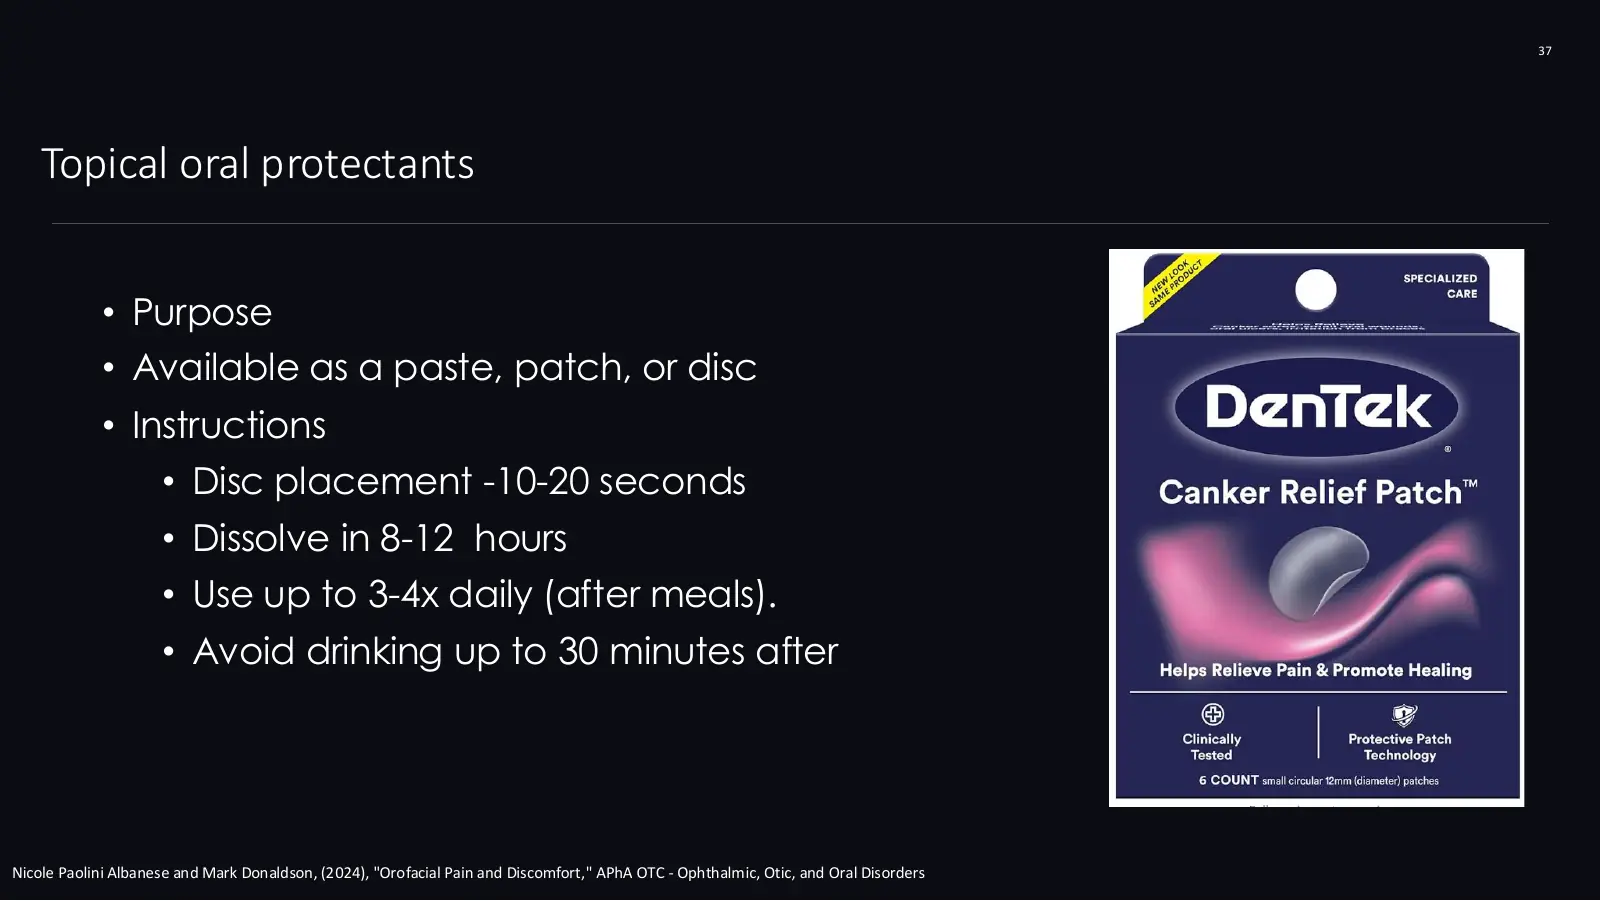 37
Topical oral protectants
• Purpose
• Available as a paste, patch, or disc
• Instructions
• Disc placement -10-20 seconds
• Dissolve in 8-12  hours
• Use up to 3-4x daily (after meals).
• Avoid drinking up to 30 minutes after
NEW LOOK
SAME PRODUCT
SPECIALIZED
CARE
Helps Relieve
DenTek®
Canker Relief Patch™
Helps Relieve Pain & Promote Healing
Clinically
Tested
Protective Patch
Technology
6 COUNT small circular 12mm (diameter) patches
Nicole Paolini Albanese and Mark Donaldson, (2024), "Orofacial Pain and Discomfort," APhA OTC - Ophthalmic, Otic, and Oral Disorders